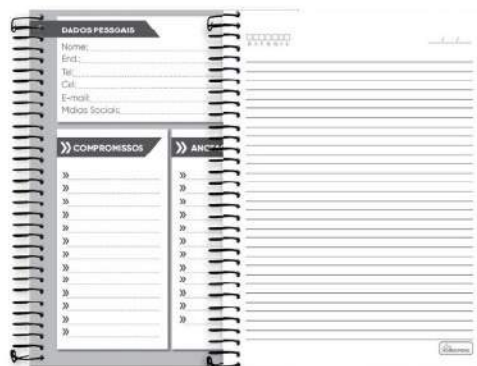 DADOS PESSOAIS
Nome:
End.:
Tel:
Cel:
E-mail:
Mídias Sociais:
COMPROMISSOS
D S T Q Q S S